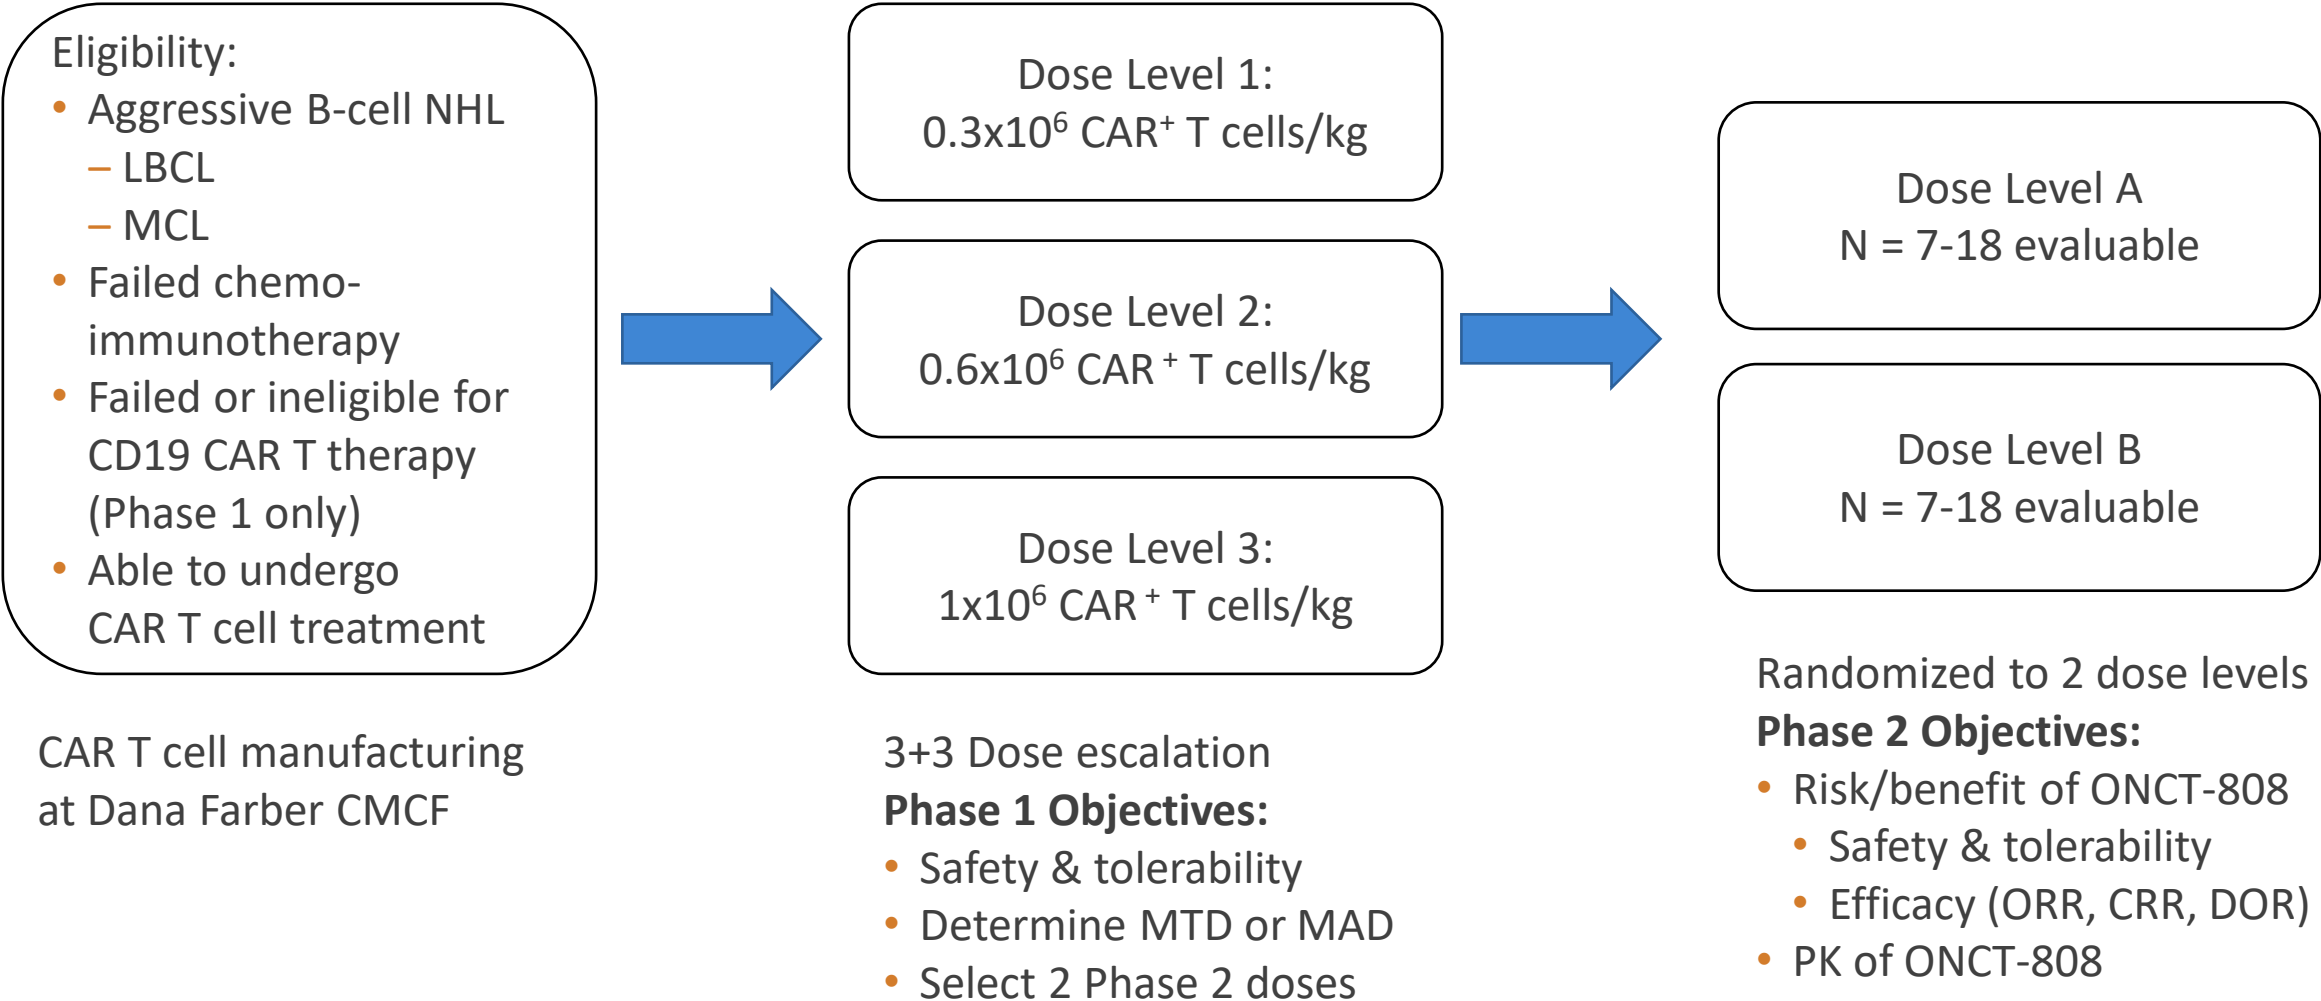 Eligibility:
• Aggressive B-cell NHL
– LBCL
– MCL
• Failed chemo-
immunotherapy
• Failed or ineligible for
CD19 CAR T therapy
(Phase 1 only)
• Able to undergo
CAR T cell treatment
CAR T cell manufacturing
at Dana Farber CMCF
Dose Level 1:
0.3x10⁶ CAR⁺ T cells/kg
Dose Level 2:
0.6x10⁶ CAR ⁺ T cells/kg
Dose Level 3:
1x10⁶ CAR ⁺ T cells/kg
3+3 Dose escalation
Phase 1 Objectives:
• Safety & tolerability
• Determine MTD or MAD
• Select 2 Phase 2 doses
Dose Level A
N = 7-18 evaluable
Dose Level B
N = 7-18 evaluable
Randomized to 2 dose levels
Phase 2 Objectives:
• Risk/benefit of ONCT-808
• Safety & tolerability
• Efficacy (ORR, CRR, DOR)
• PK of ONCT-808